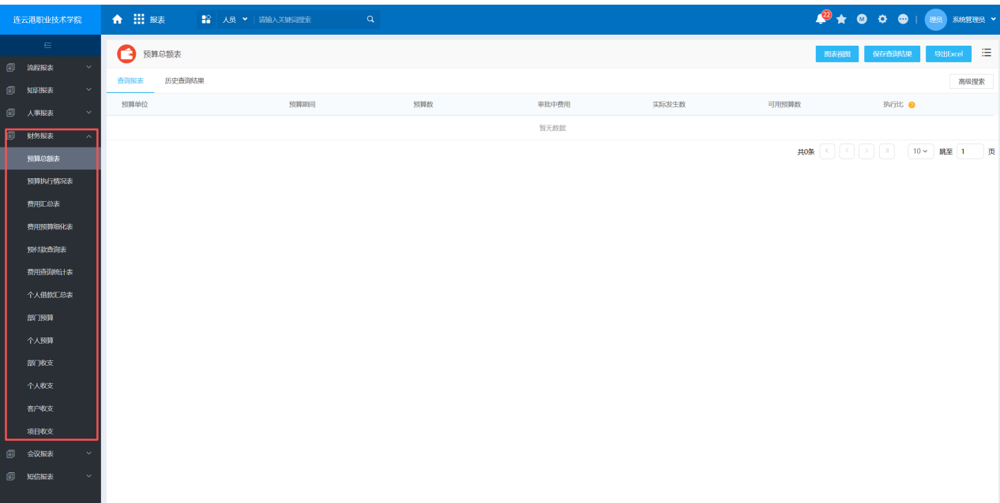 连云港职业技术学院
报表
人员
请输入关键词搜索
22
M
理员
系统管理员
流程报表
知识报表
人事报表
财务报表
预算总额表
预算执行情况表
费用汇总表
费用预算细化表
预付款查询表
费用查询统计表
个人借款汇总表
部门预算
个人预算
部门收支
个人收支
客户收支
项目收支
会议报表
短信报表
预算总额表
图表视图
保存查询结果
导出Excel
查询报表
历史查询结果
高级搜索
预算单位 预算期间 预算数 审批中费用 实际发生数 可用预算数 执行比 ?
暂无数据
共0条 10 跳至 1 页